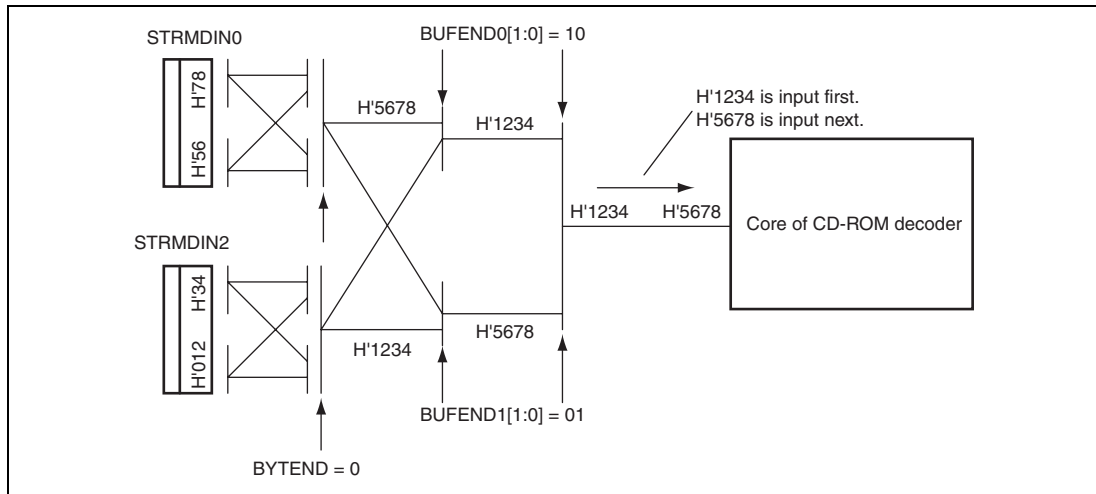 STRMDIN0
H'78
H'56
BUFEND0[1:0] = 10
H'5678
H'1234
H'1234 is input first.
H'5678 is input next.
H'1234
H'5678
Core of CD-ROM decoder
STRMDIN2
H'34
H'012
H'1234
H'5678
BUFEND1[1:0] = 01
BYTEND = 0